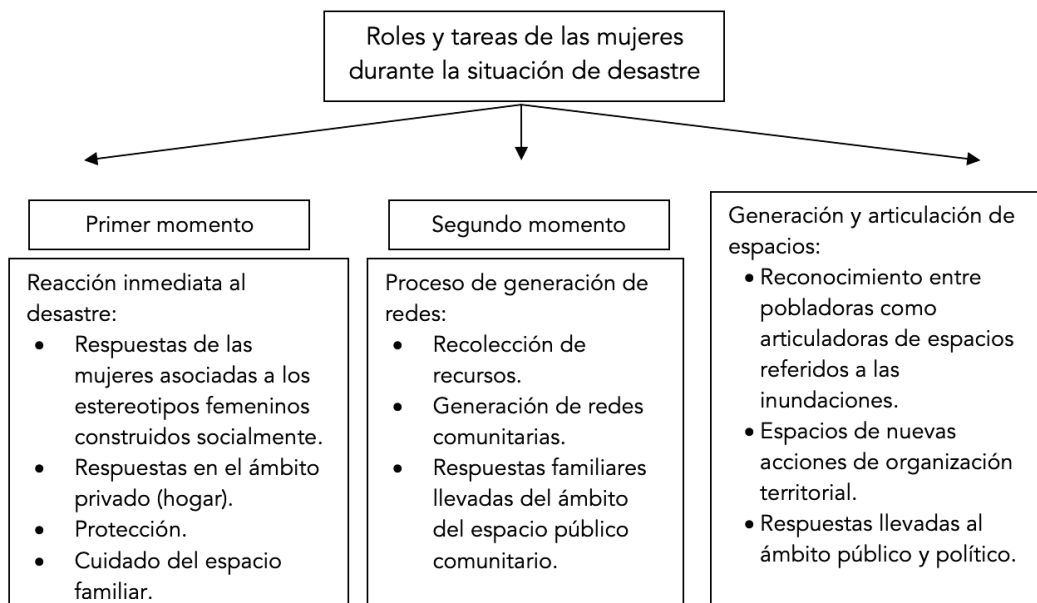 Roles y tareas de las mujeres
durante la situación de desastre
Primer momento
Reacción inmediata al
desastre:
• Respuestas de las
mujeres asociadas a los
estereotipos femeninos
construidos socialmente.
• Respuestas en el ámbito
privado (hogar).
• Protección.
• Cuidado del espacio
familiar.
Segundo momento
Proceso de generación de
redes:
• Recolección de
recursos.
• Generación de redes
comunitarias.
• Respuestas familiares
llevadas del ámbito
del espacio público
comunitario.
Generación y articulación de
espacios:
• Reconocimiento entre
pobladoras como
articuladoras de espacios
referidos a las
inundaciones.
• Espacios de nuevas
acciones de organización
territorial.
• Respuestas llevadas al
ámbito público y político.